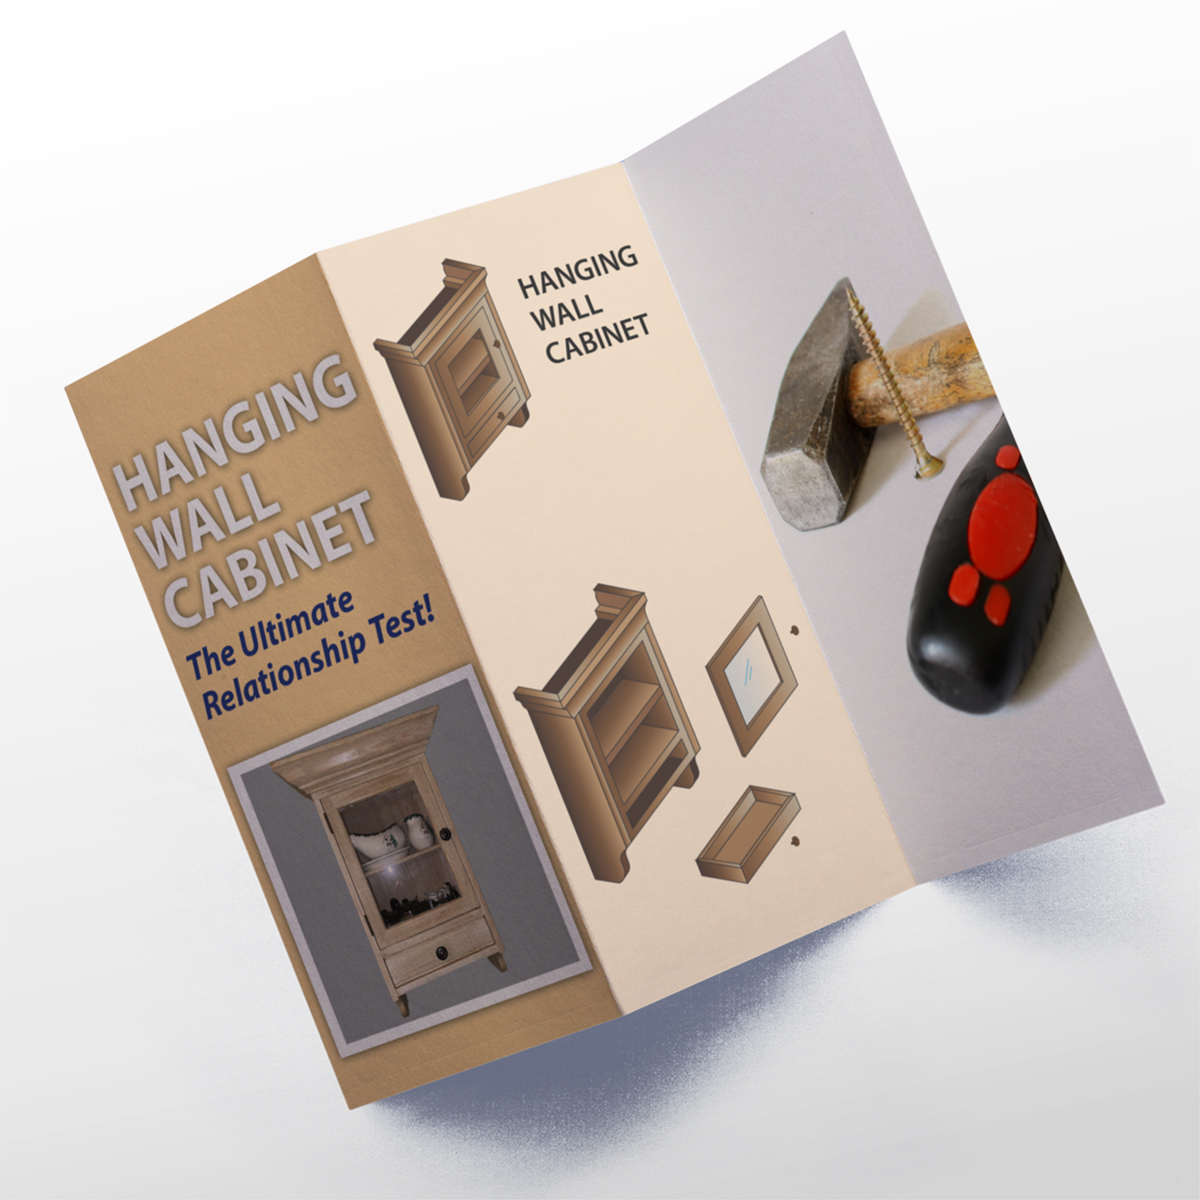 HANGING
WALL
CABINET
The Ultimate
Relationship Test!
HANGING
WALL
CABINET